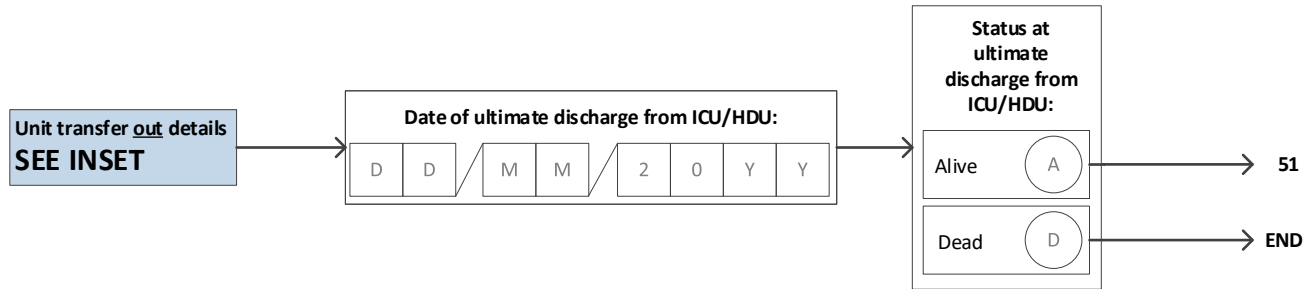 Unit transfer out details
SEE INSET
Date of ultimate discharge from ICU/HDU:
D D / M M / 2 0 Y Y
Status at
ultimate
discharge from
ICU/HDU:
Alive A
51
Dead D
END